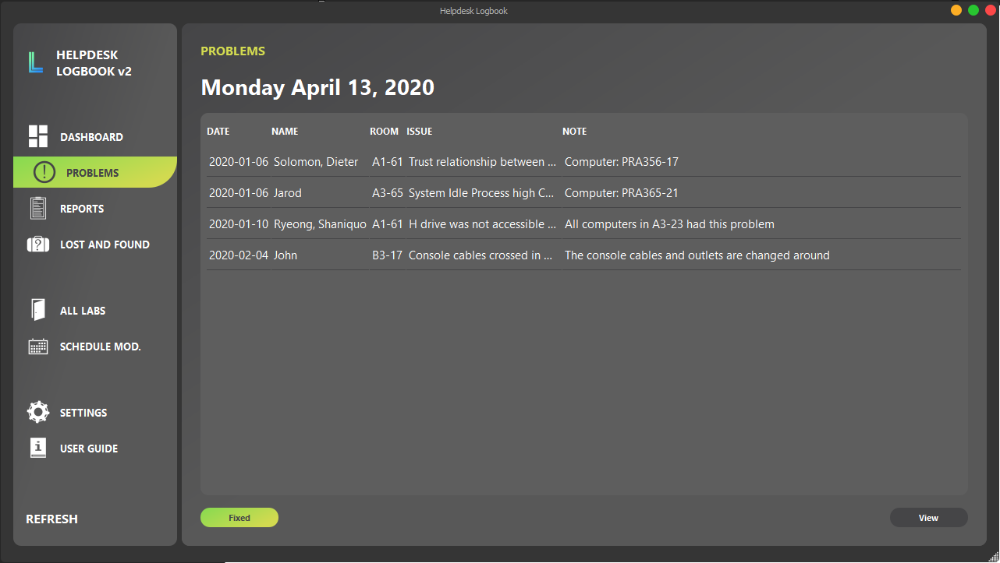 Helpdesk Logbook
HELPDESK
LOGBOOK v2
DASHBOARD
PROBLEMS
REPORTS
LOST AND FOUND
ALL LABS
SCHEDULE MOD.
SETTINGS
USER GUIDE
REFRESH
PROBLEMS
Monday April 13, 2020
DATE NAME ROOM ISSUE NOTE
2020-01-06 Solomon, Dieter A1-61 Trust relationship between ... Computer: PRA356-17
2020-01-06 Jarod A3-65 System Idle Process high C... Computer: PRA365-21
2020-01-10 Ryeong, Shaniquo A1-61 H drive was not accessible ... All computers in A3-23 had this problem
2020-02-04 John B3-17 Console cables crossed in ... The console cables and outlets are changed around
Fixed View